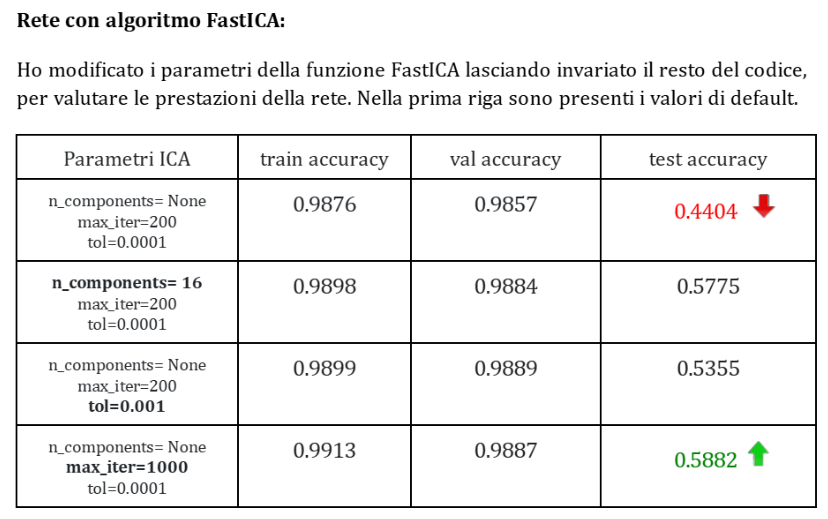 Rete con algoritmo FastICA:
Ho modificato i parametri della funzione FastICA lasciando invariato il resto del codice,
per valutare le prestazioni della rete. Nella prima riga sono presenti i valori di default.
Parametri ICA train accuracy val accuracy test accuracy
n_components= None
max_iter=200
tol=0.0001
0.9876 0.9857 0.4404
n_components= 16
max_iter=200
tol=0.0001
0.9898 0.9884 0.5775
n_components= None
max_iter=200
tol=0.001
0.9899 0.9889 0.5355
n_components= None
max_iter=1000
tol=0.0001
0.9913 0.9887 0.5882